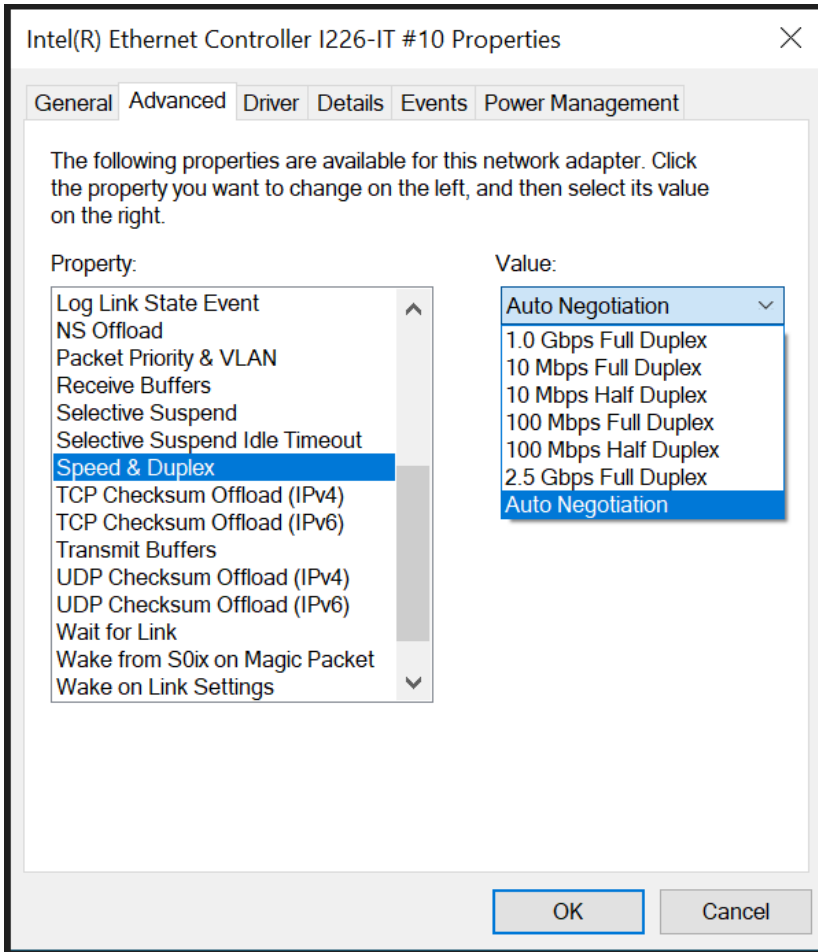 Intel(R) Ethernet Controller I226-IT #10 Properties
General Advanced Driver Details Events Power Management
The following properties are available for this network adapter. Click
the property you want to change on the left, and then select its value
on the right.
Property:
Log Link State Event
NS Offload
Packet Priority & VLAN
Receive Buffers
Selective Suspend
Selective Suspend Idle Timeout
Speed & Duplex
TCP Checksum Offload (IPv4)
TCP Checksum Offload (IPv6)
Transmit Buffers
UDP Checksum Offload (IPv4)
UDP Checksum Offload (IPv6)
Wait for Link
Wake from S0ix on Magic Packet
Wake on Link Settings
Value:
Auto Negotiation
1.0 Gbps Full Duplex
10 Mbps Full Duplex
10 Mbps Half Duplex
100 Mbps Full Duplex
100 Mbps Half Duplex
2.5 Gbps Full Duplex
Auto Negotiation
OK Cancel